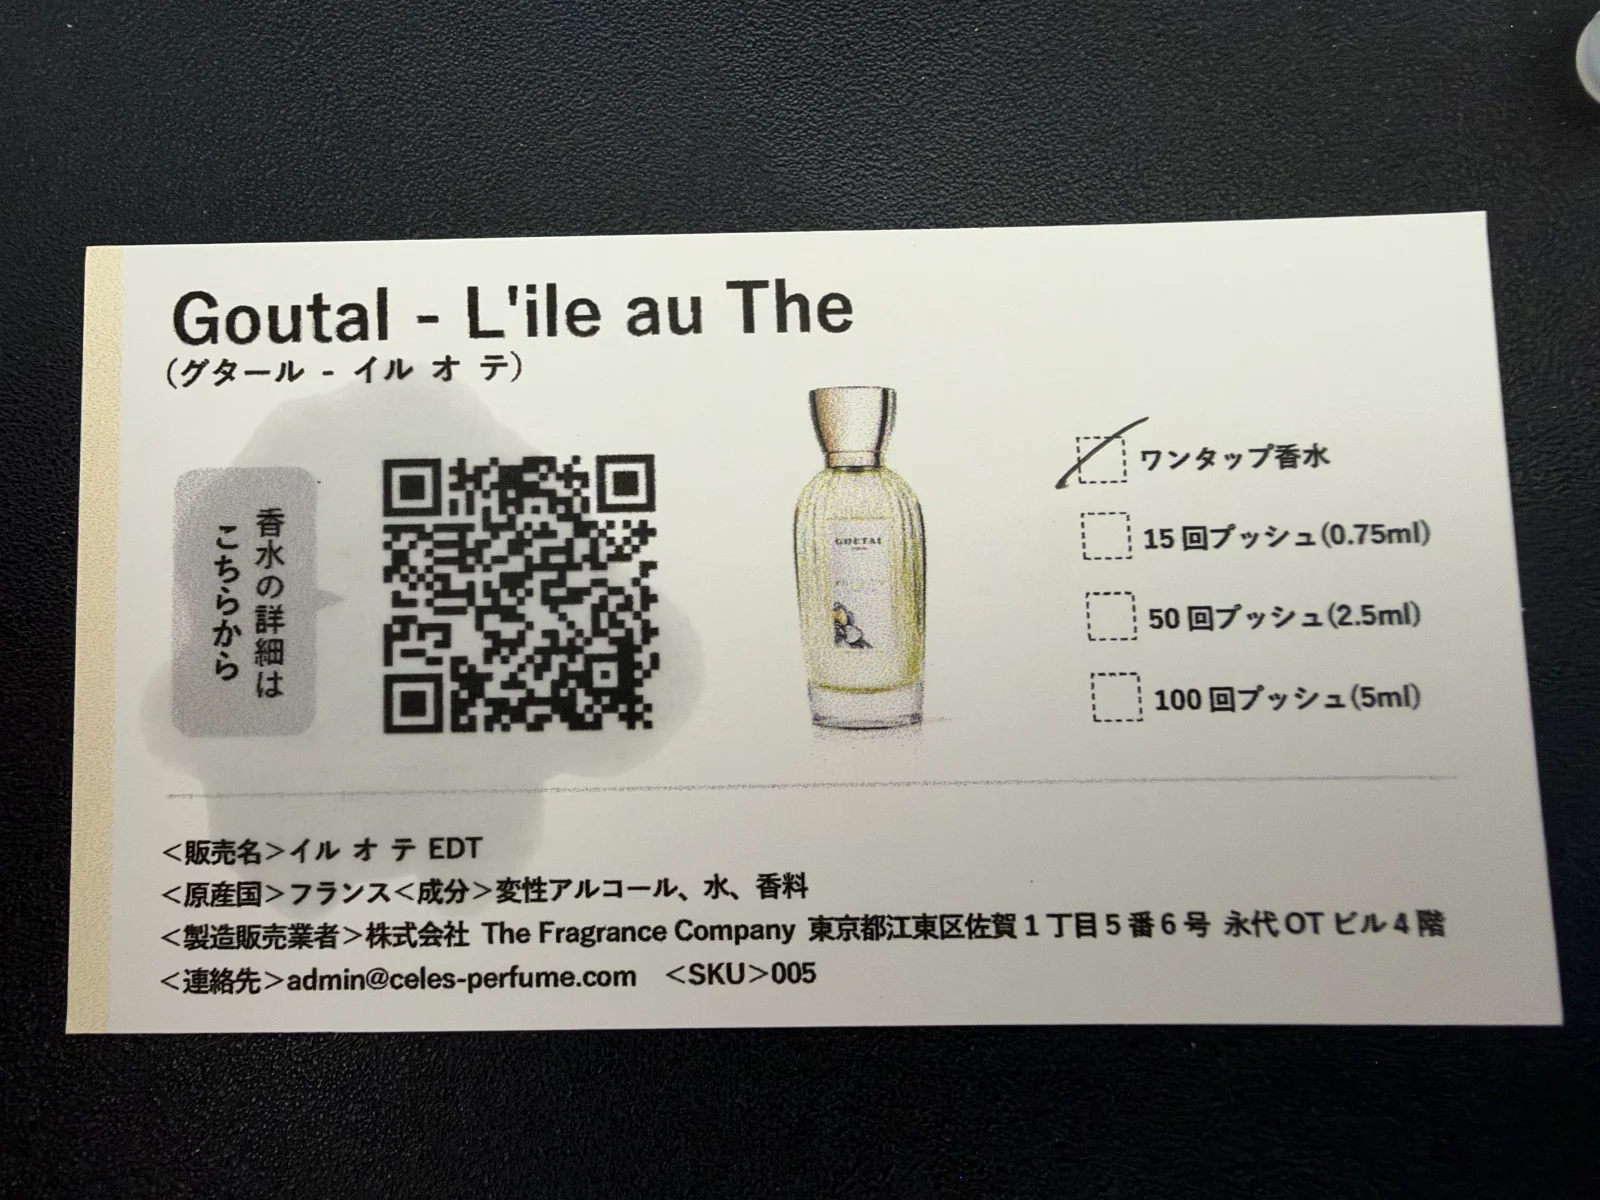 Goutal - L'ile au The
(グタール - イル オ テ)
香水の詳細は
こちらから
GOUTAL
ワンタップ香水
15 回プッシュ(0.75ml)
50 回プッシュ(2.5ml)
100 回プッシュ(5ml)
<販売名>イル オ テ EDT
<原産国>フランス<成分>変性アルコール、水、香料
<製造販売業者>株式会社 The Fragrance Company 東京都江東区佐賀1丁目5番6号 永代OTビル4階
<連絡先>admin@celes-perfume.com <SKU>005